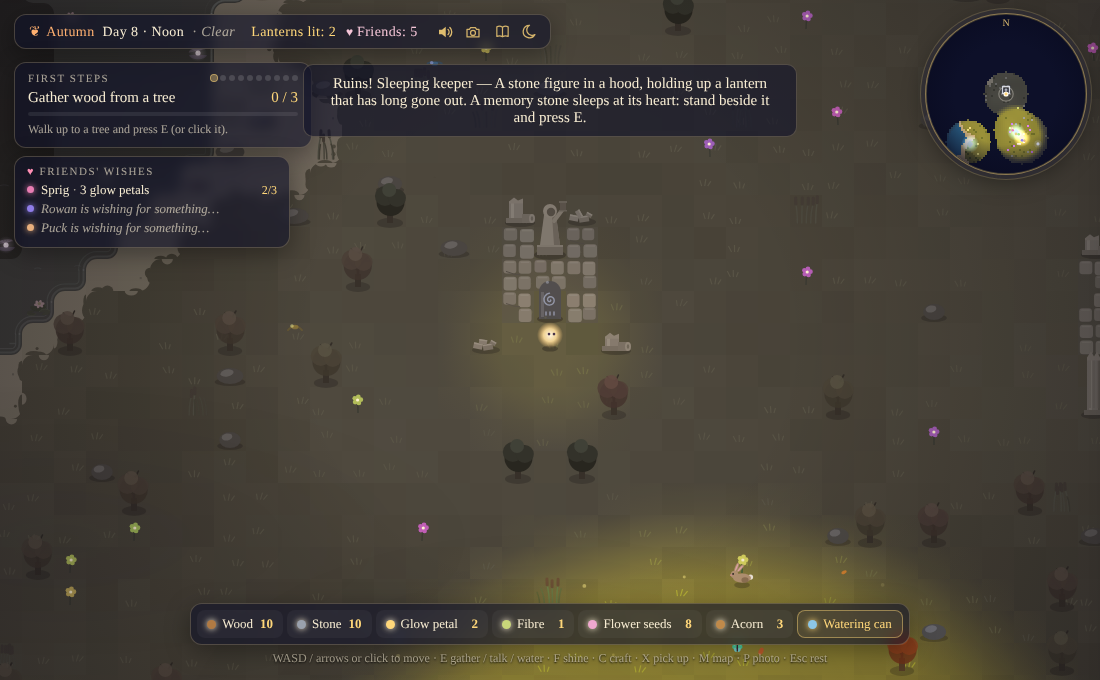 Autumn Day 8 · Noon · Clear Lanterns lit: 2 ♥ Friends: 5
N
FIRST STEPS
Gather wood from a tree 0 / 3
Walk up to a tree and press E (or click it).
Ruins! Sleeping keeper — A stone figure in a hood, holding up a lantern
that has long gone out. A memory stone sleeps at its heart: stand beside it
and press E.
♥ FRIENDS' WISHES
Sprig · 3 glow petals 2/3
Rowan is wishing for something…
Puck is wishing for something…
Wood 10 Stone 10 Glow petal 2 Fibre 1 Flower seeds 8 Acorn 3 Watering can
WASD / arrows or click to move · E gather / talk / water · F shine · C craft · X pick up · M map · P photo · Esc rest